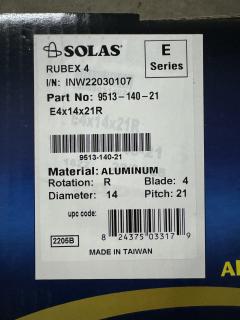 SOLAS
E
Series
RUBEX 4
I/N: INW22030107
Part No: 9513-140-21
E4x14x21R
E4x14x21R
9513-140-21
Material: ALUMINUM
Rotation: R Blade: 4
Diameter: 14 Pitch: 21
upc code:
8 24375 03317 9
2205B
MADE IN TAIWAN